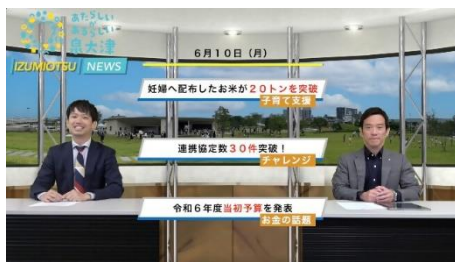 あたらしい
あまらしい
泉大津
IZUMIOTSU NEWS
6月10日（月）
妊婦へ配布したお米が20トンを突破
子育て支援
連携協定数30件突破！
チャレンジ
令和6年度当初予算を発表
お金の話題